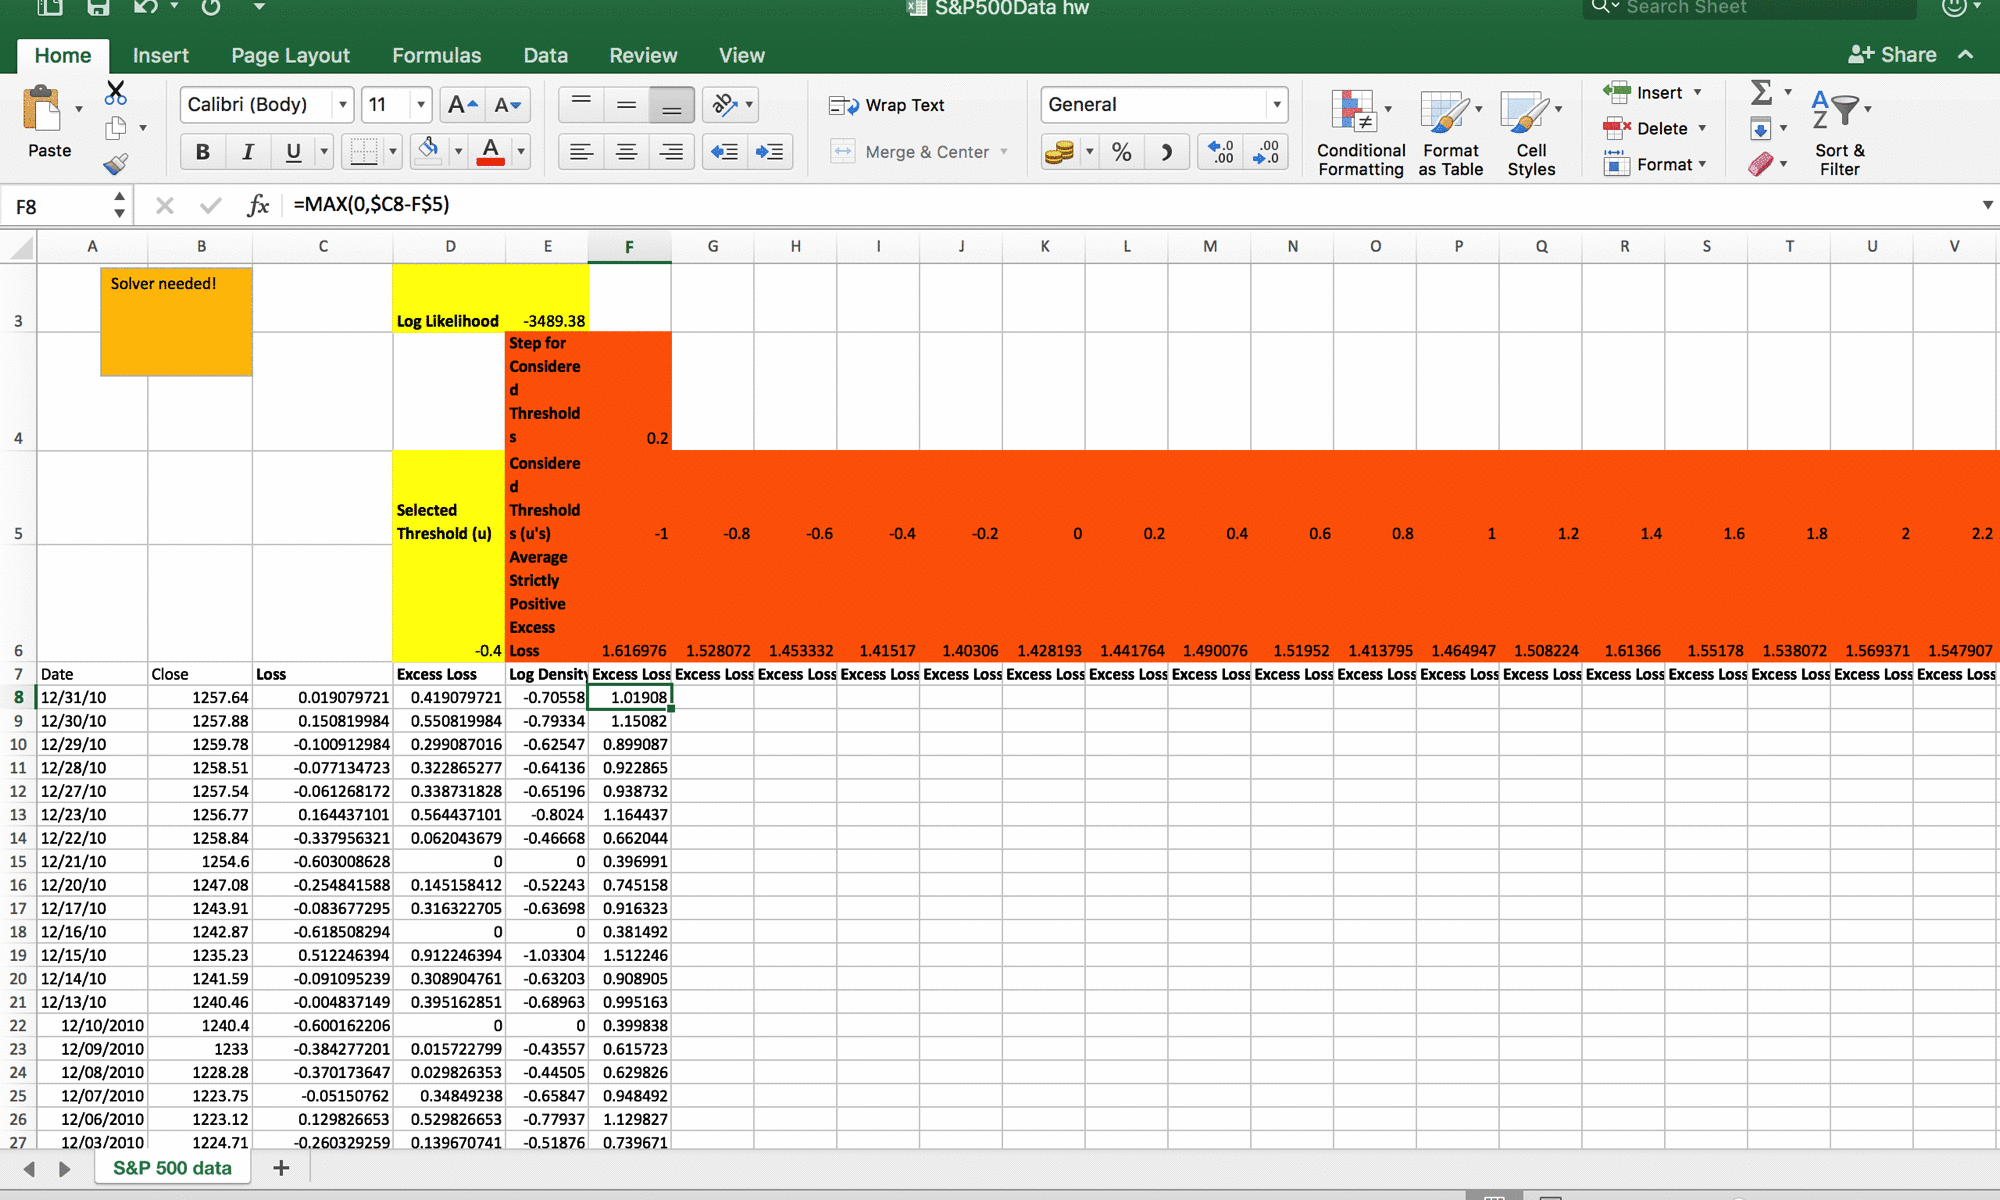 S&P500Data hw
Search Sheet
Home Insert Page Layout Formulas Data Review View
Share
Paste
Calibri (Body) 11
A A
B I U A
ab
Wrap Text
Merge & Center
General
% .0 .00 .00 .0
Conditional Formatting
Format as Table
Cell Styles
Insert
Delete
Format
Σ
A Z
Sort & Filter
F8 fx =MAX(0,$C8-F$5)
A B C D E F G H I J K L M N O P Q R S T U V
Solver needed!
3 Log Likelihood -3489.38
Step for
Considere
d
Threshold
4 s 0.2
Considere
d
Selected Threshold
5 Threshold (u) s (u's) -1 -0.8 -0.6 -0.4 -0.2 0 0.2 0.4 0.6 0.8 1 1.2 1.4 1.6 1.8 2 2.2
Average
Strictly
Positive
Excess
6 -0.4 Loss 1.616976 1.528072 1.453332 1.41517 1.40306 1.428193 1.441764 1.490076 1.51952 1.413795 1.464947 1.508224 1.61366 1.55178 1.538072 1.569371 1.547907
7 Date Close Loss Excess Loss Log Density Excess Loss Excess Loss Excess Loss Excess Loss Excess Loss Excess Loss Excess Loss Excess Loss Excess Loss Excess Loss Excess Loss Excess Loss Excess Loss Excess Loss Excess Loss Excess Loss Excess Loss
8 12/31/10 1257.64 0.019079721 0.419079721 -0.70558 1.01908
9 12/30/10 1257.88 0.150819984 0.550819984 -0.79334 1.15082
10 12/29/10 1259.78 -0.100912984 0.299087016 -0.62547 0.899087
11 12/28/10 1258.51 -0.077134723 0.322865277 -0.64136 0.922865
12 12/27/10 1257.54 -0.061268172 0.338731828 -0.65196 0.938732
13 12/23/10 1256.77 0.164437101 0.564437101 -0.8024 1.164437
14 12/22/10 1258.84 -0.337956321 0.062043679 -0.46668 0.662044
15 12/21/10 1254.6 -0.603008628 0 0 0.396991
16 12/20/10 1247.08 -0.254841588 0.145158412 -0.52243 0.745158
17 12/17/10 1243.91 -0.083677295 0.316322705 -0.63698 0.916323
18 12/16/10 1242.87 -0.618508294 0 0 0.381492
19 12/15/10 1235.23 0.512246394 0.912246394 -1.03304 1.512246
20 12/14/10 1241.59 -0.091095239 0.308904761 -0.63203 0.908905
21 12/13/10 1240.46 -0.004837149 0.395162851 -0.68963 0.995163
22 12/10/2010 1240.4 -0.600162206 0 0 0.399838
23 12/09/2010 1233 -0.384277201 0.015722799 -0.43557 0.615723
24 12/08/2010 1228.28 -0.370173647 0.029826353 -0.44505 0.629826
25 12/07/2010 1223.75 -0.05150762 0.34849238 -0.65847 0.948492
26 12/06/2010 1223.12 0.129826653 0.529826653 -0.77937 1.129827
27 12/03/2010 1224.71 -0.260329259 0.139670741 -0.51876 0.739671
S&P 500 data +